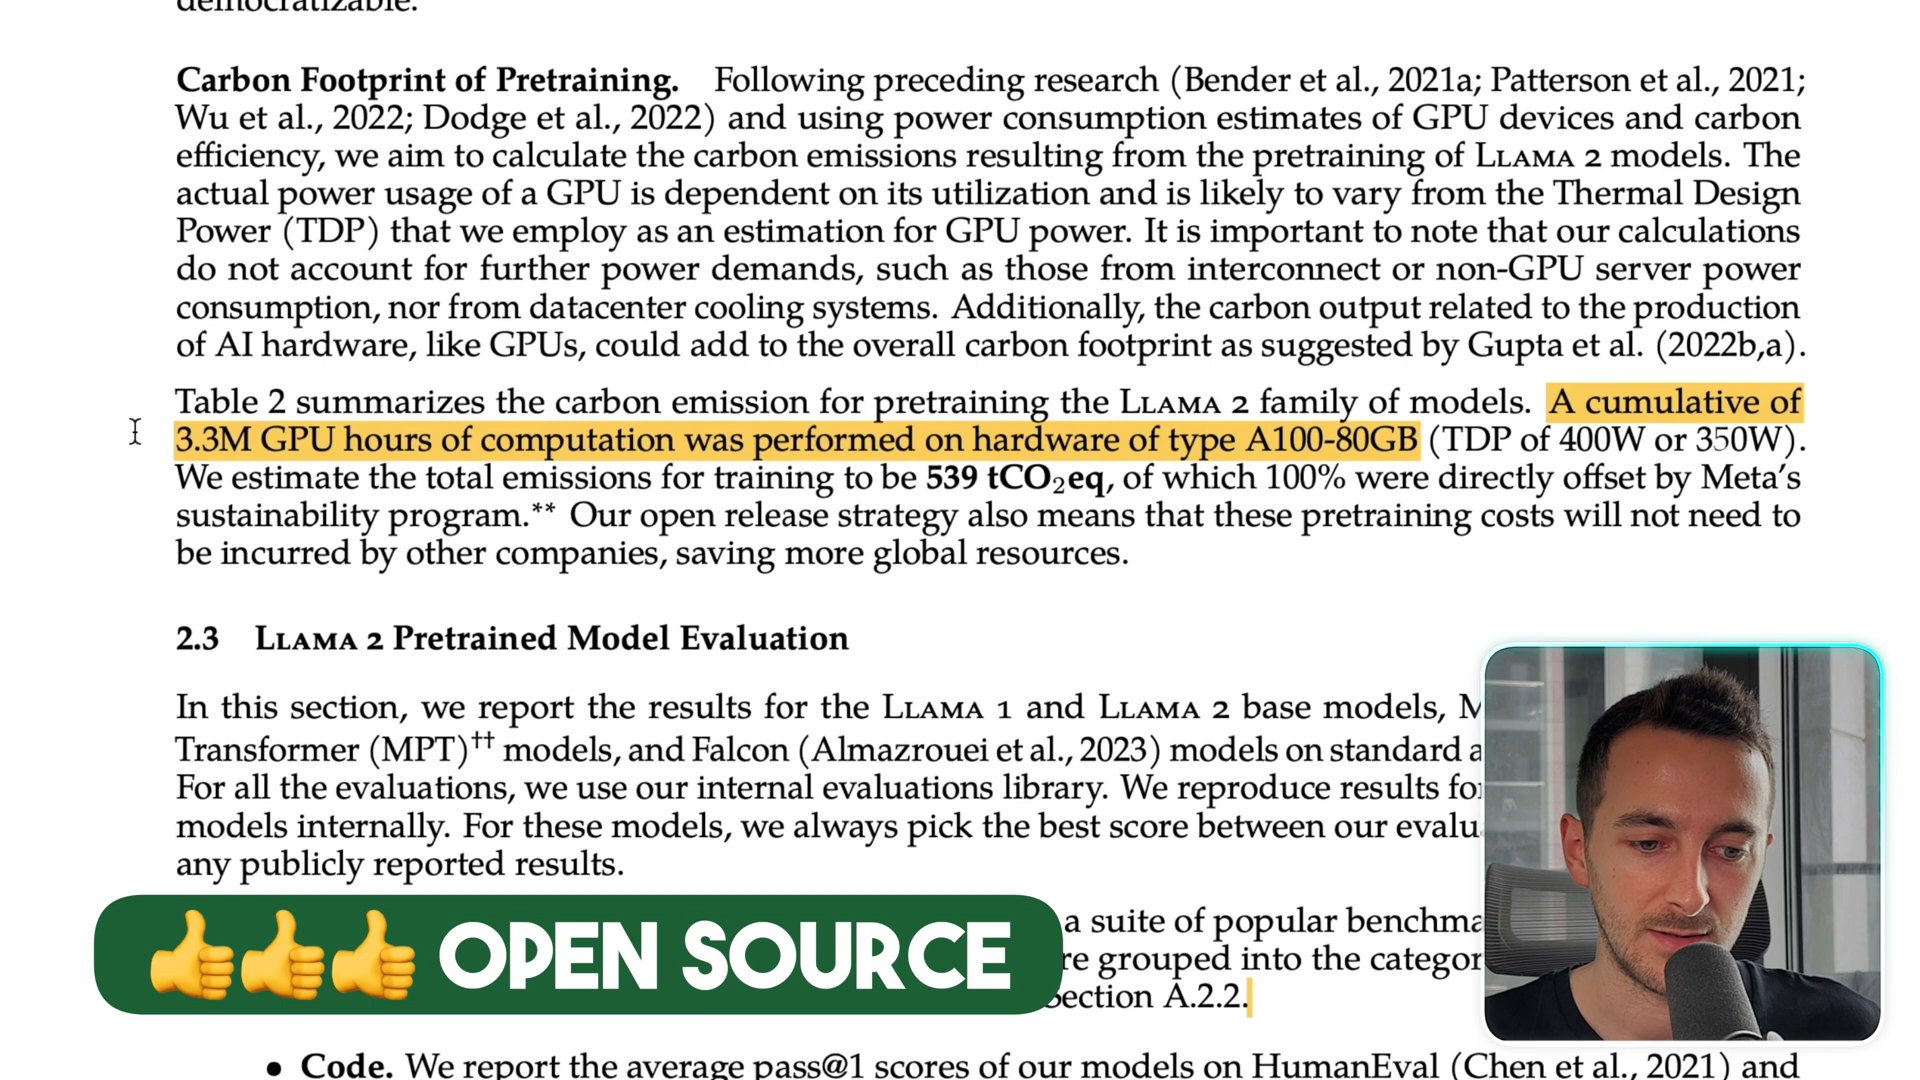 democratizable.
Carbon Footprint of Pretraining. Following preceding research (Bender et al., 2021a; Patterson et al., 2021;
Wu et al., 2022; Dodge et al., 2022) and using power consumption estimates of GPU devices and carbon
efficiency, we aim to calculate the carbon emissions resulting from the pretraining of LLAMA 2 models. The
actual power usage of a GPU is dependent on its utilization and is likely to vary from the Thermal Design
Power (TDP) that we employ as an estimation for GPU power. It is important to note that our calculations
do not account for further power demands, such as those from interconnect or non-GPU server power
consumption, nor from datacenter cooling systems. Additionally, the carbon output related to the production
of AI hardware, like GPUs, could add to the overall carbon footprint as suggested by Gupta et al. (2022b,a).
Table 2 summarizes the carbon emission for pretraining the LLAMA 2 family of models. A cumulative of
3.3M GPU hours of computation was performed on hardware of type A100-80GB (TDP of 400W or 350W).
We estimate the total emissions for training to be 539 tCO₂eq, of which 100% were directly offset by Meta's
sustainability program.** Our open release strategy also means that these pretraining costs will not need to
be incurred by other companies, saving more global resources.
2.3 LLAMA 2 Pretrained Model Evaluation
In this section, we report the results for the LLAMA 1 and LLAMA 2 base models,
Transformer (MPT)†† models, and Falcon (Almazrouei et al., 2023) models on standard
For all the evaluations, we use our internal evaluations library. We reproduce results
models internally. For these models, we always pick the best score between our
any publicly reported results.
a suite of popular
grouped into the
Section A.2.2.
👍👍👍 OPEN SOURCE
• Code. We report the average pass@1 scores of our models on HumanEval (Chen et al., 2021) and